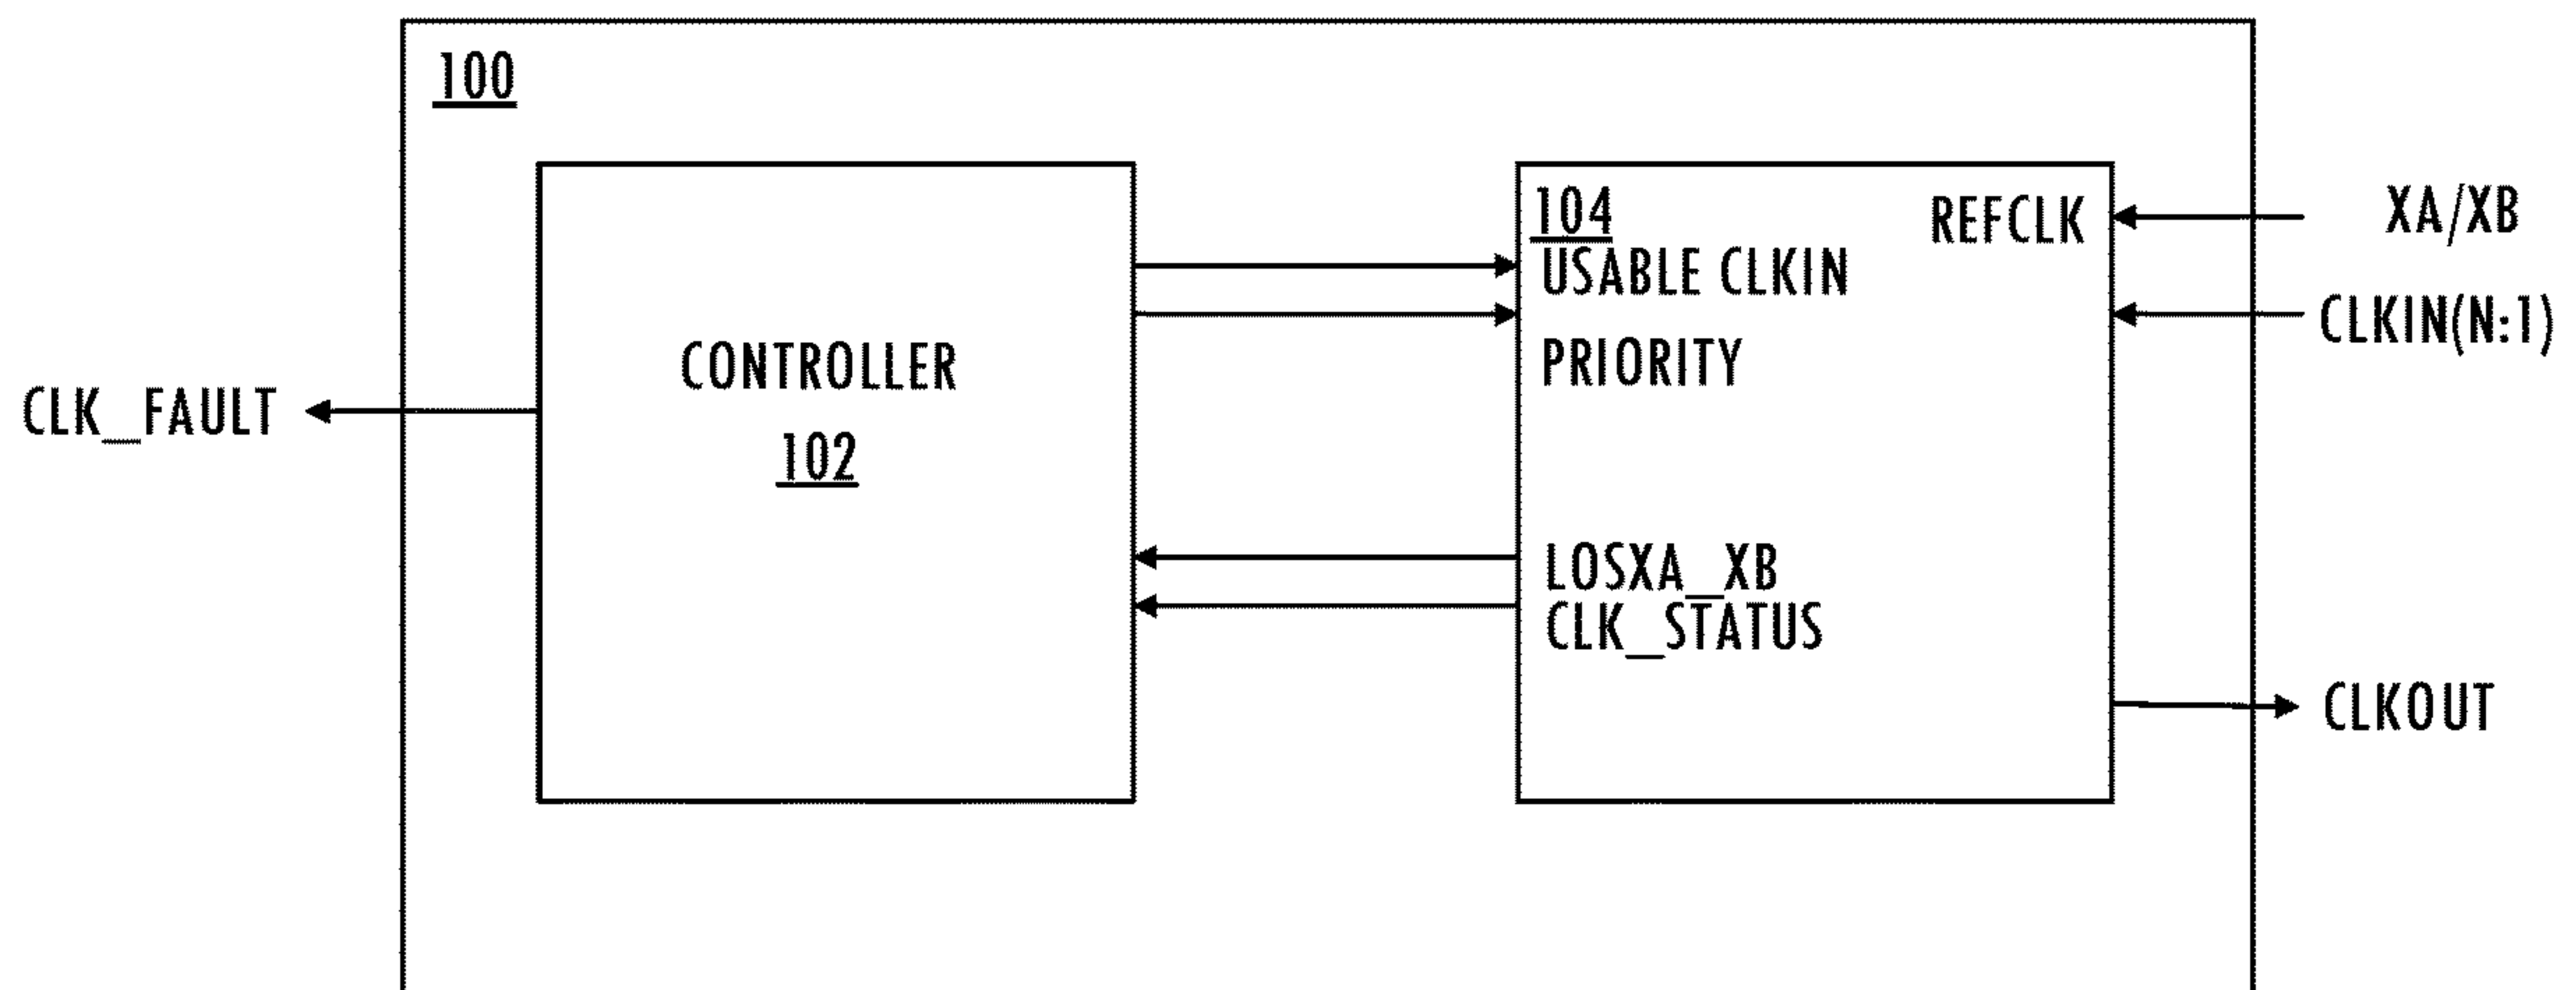 100
104
REFCLK
XA/XB
USABLE CLKIN
CLKIN(N:1)
CONTROLLER
PRIORITY
CLK_FAULT
102
LOSXA_XB
CLK_STATUS
CLKOUT